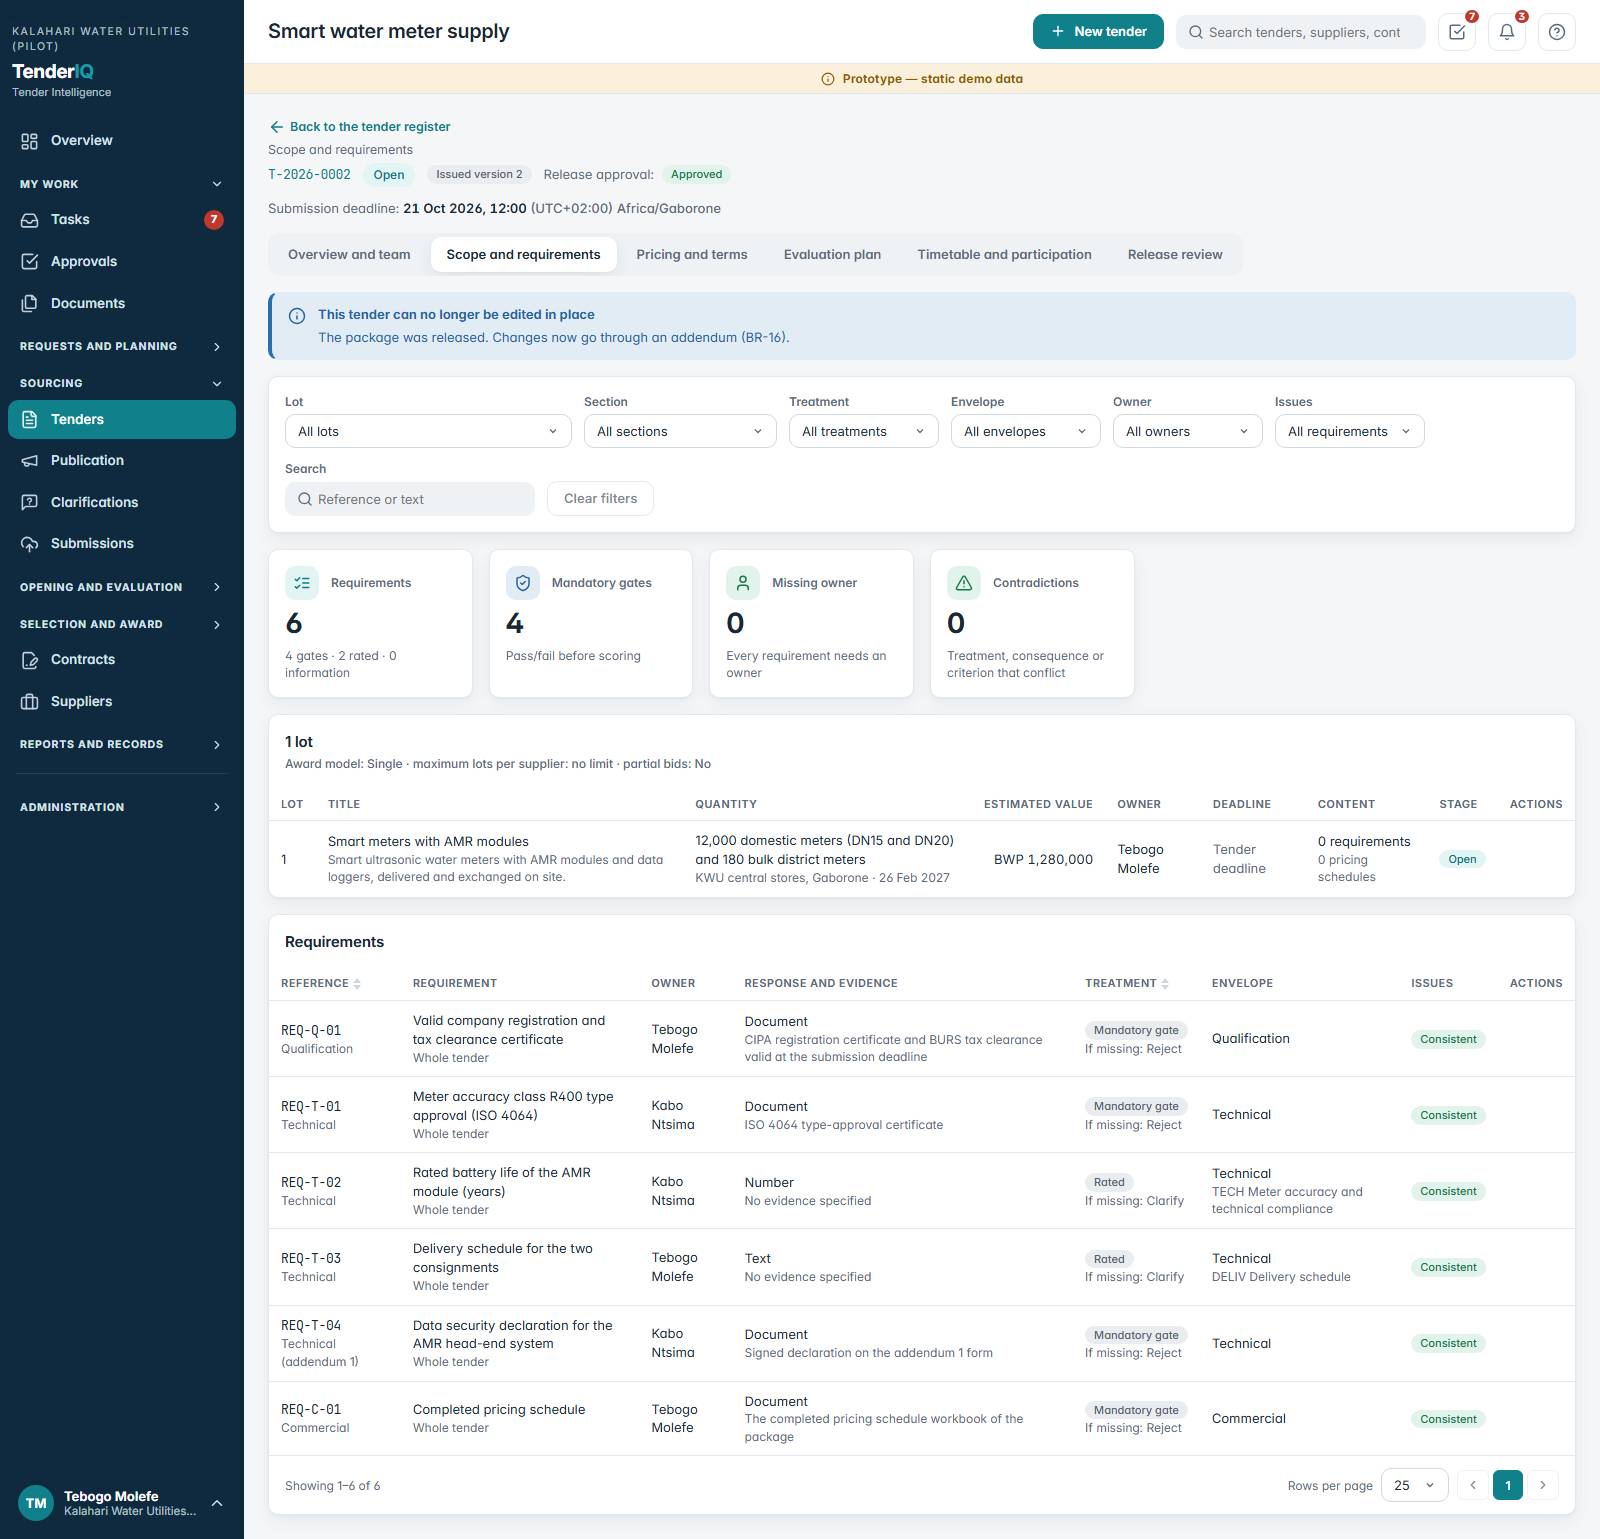 KALAHARI WATER UTILITIES
(PILOT)
TenderIQ
Tender Intelligence
Overview
MY WORK
Tasks
7
Approvals
Documents
REQUESTS AND PLANNING
SOURCING
Tenders
Publication
Clarifications
Submissions
OPENING AND EVALUATION
SELECTION AND AWARD
Contracts
Suppliers
REPORTS AND RECORDS
ADMINISTRATION
TM
Tebogo Molefe
Kalahari Water Utilities...
Smart water meter supply
New tender
Search tenders, suppliers, cont
7
3
Prototype — static demo data
Back to the tender register
Scope and requirements
T-2026-0002 Open Issued version 2 Release approval: Approved
Submission deadline: 21 Oct 2026, 12:00 (UTC+02:00) Africa/Gaborone
Overview and team Scope and requirements Pricing and terms Evaluation plan Timetable and participation Release review
This tender can no longer be edited in place
The package was released. Changes now go through an addendum (BR-16).
Lot Section Treatment Envelope Owner Issues
All lots All sections All treatments All envelopes All owners All requirements
Search
Reference or text Clear filters
Requirements
6
4 gates · 2 rated · 0
information
Mandatory gates
4
Pass/fail before scoring
Missing owner
0
Every requirement needs an
owner
Contradictions
0
Treatment, consequence or
criterion that conflict
1 lot
Award model: Single · maximum lots per supplier: no limit · partial bids: No
LOT TITLE QUANTITY ESTIMATED VALUE OWNER DEADLINE CONTENT STAGE ACTIONS
1
Smart meters with AMR modules
Smart ultrasonic water meters with AMR modules and data
loggers, delivered and exchanged on site.
12,000 domestic meters (DN15 and DN20)
and 180 bulk district meters
KWU central stores, Gaborone · 26 Feb 2027
BWP 1,280,000
Tebogo
Molefe
Tender
deadline
0 requirements
0 pricing
schedules
Open
Requirements
REFERENCE REQUIREMENT OWNER RESPONSE AND EVIDENCE TREATMENT ENVELOPE ISSUES ACTIONS
REQ-Q-01
Qualification
Valid company registration and
tax clearance certificate
Whole tender
Tebogo
Molefe
Document
CIPA registration certificate and BURS tax clearance
valid at the submission deadline
Mandatory gate
If missing: Reject
Qualification
Consistent
REQ-T-01
Technical
Meter accuracy class R400 type
approval (ISO 4064)
Whole tender
Kabo
Ntsima
Document
ISO 4064 type-approval certificate
Mandatory gate
If missing: Reject
Technical
Consistent
REQ-T-02
Technical
Rated battery life of the AMR
module (years)
Whole tender
Kabo
Ntsima
Number
No evidence specified
Rated
If missing: Clarify
Technical
TECH Meter accuracy and
technical compliance
Consistent
REQ-T-03
Technical
Delivery schedule for the two
consignments
Whole tender
Tebogo
Molefe
Text
No evidence specified
Rated
If missing: Clarify
Technical
DELIV Delivery schedule
Consistent
REQ-T-04
Technical
(addendum 1)
Data security declaration for the
AMR head-end system
Whole tender
Kabo
Ntsima
Document
Signed declaration on the addendum 1 form
Mandatory gate
If missing: Reject
Technical
Consistent
REQ-C-01
Commercial
Completed pricing schedule
Whole tender
Tebogo
Molefe
Document
The completed pricing schedule workbook of the
package
Mandatory gate
If missing: Reject
Commercial
Consistent
Showing 1–6 of 6
Rows per page 25 1